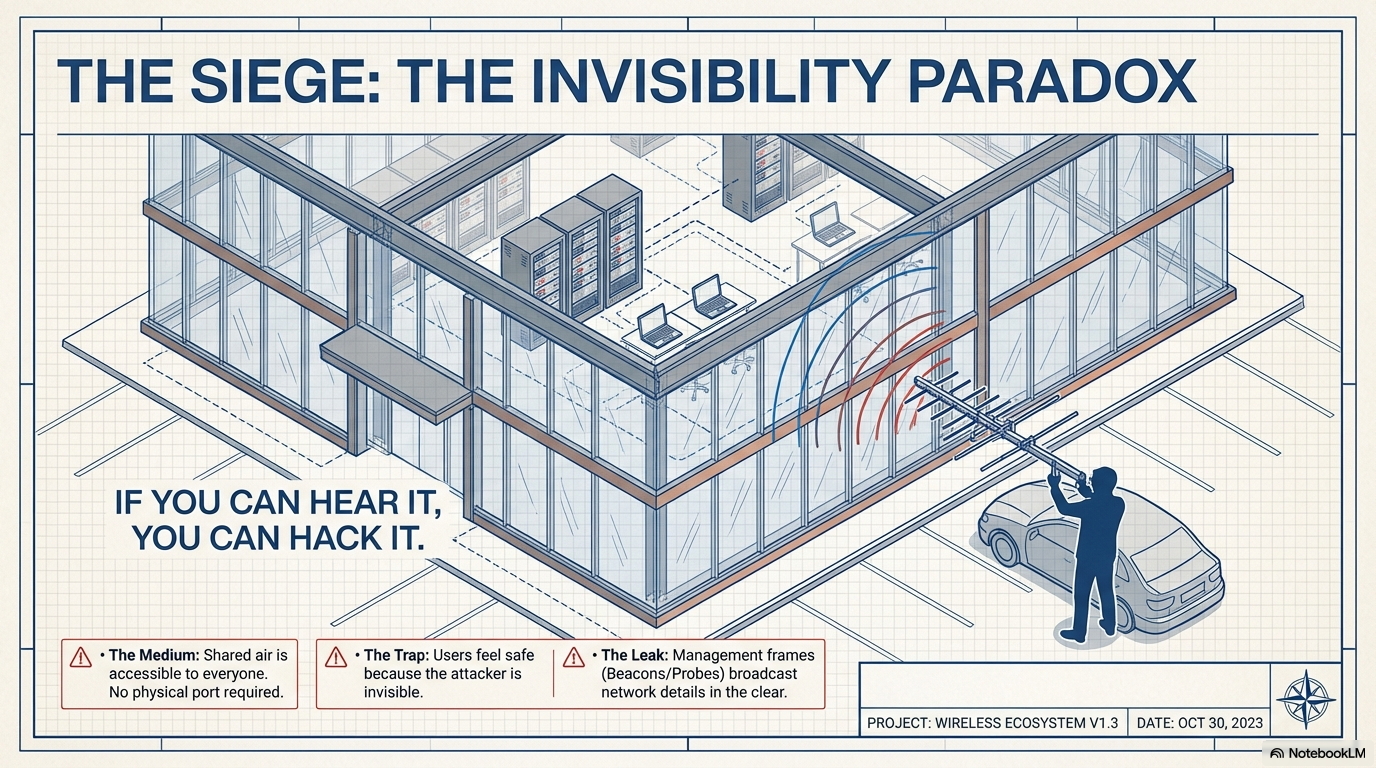 THE SIEGE: THE INVISIBILITY PARADOX
IF YOU CAN HEAR IT,
YOU CAN HACK IT.
• The Medium: Shared air is
accessible to everyone.
No physical port required.
• The Trap: Users feel safe
because the attacker is
invisible.
• The Leak: Management frames
(Beacons/Probes) broadcast
network details in the clear.
PROJECT: WIRELESS ECOSYSTEM V1.3
DATE: OCT 30, 2023
NotebookLM